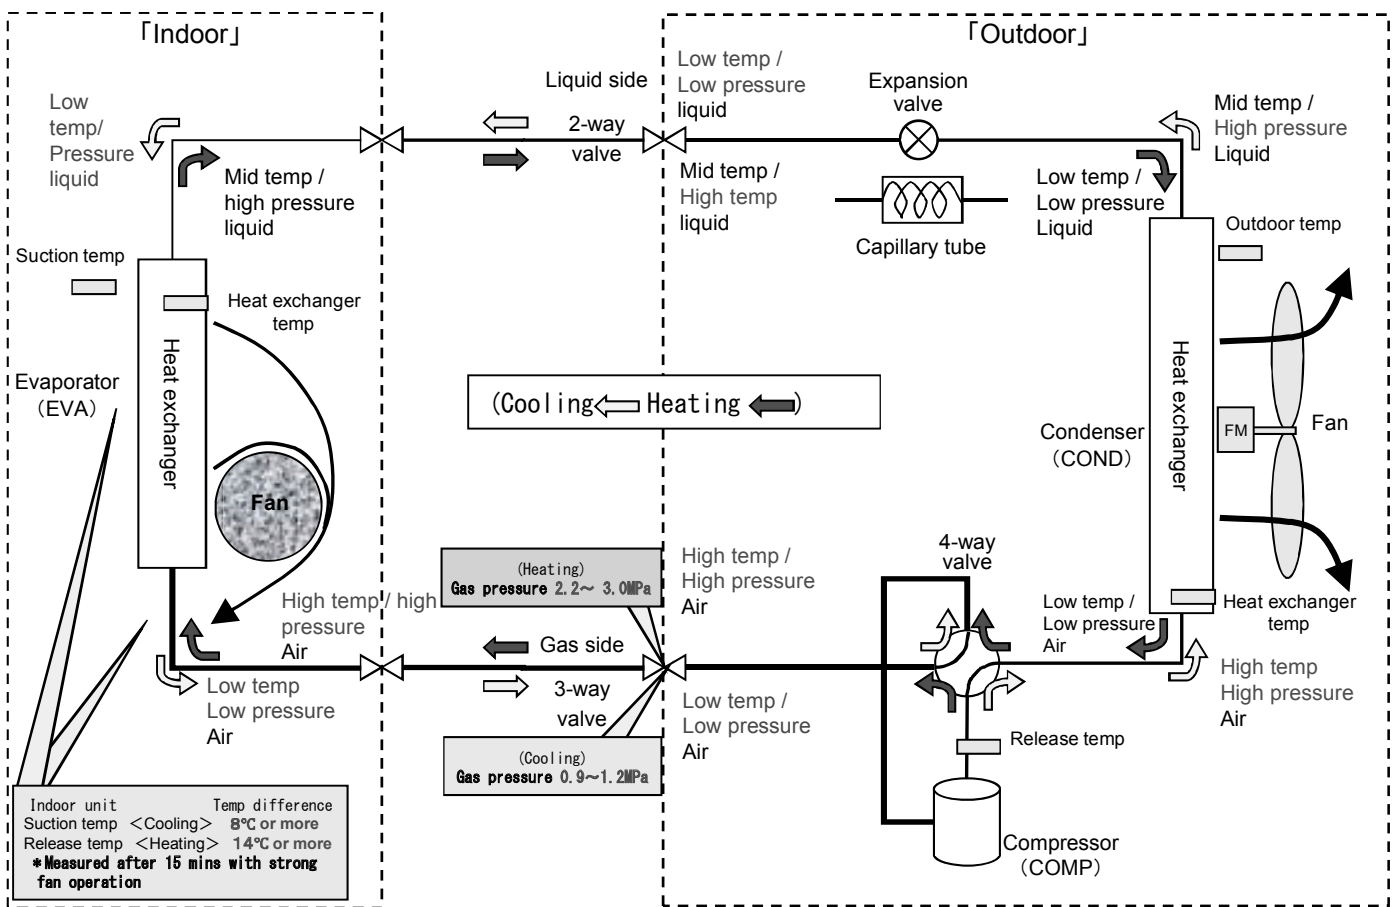 「Indoor」
「Outdoor」
Low
temp/
Pressure
liquid
Mid temp /
high pressure
liquid
Liquid side
2-way
valve
Low temp /
Low pressure
liquid
Mid temp /
High temp
liquid
Expansion
valve
Capillary tube
Mid temp /
High pressure
Liquid
Low temp /
Low pressure
Liquid
Suction temp
Heat exchanger
temp
Outdoor temp
Evaporator
(EVA)
Heat exchanger
Fan
(Cooling Heating )
Condenser
(COND)
Heat exchanger
FM
Fan
(Heating)
Gas pressure 2.2～ 3.0MPa
High temp /
High pressure
Air
4-way
valve
Low temp /
Low pressure
Air
Heat exchanger
temp
High temp / high
pressure
Air
Gas side
3-way
valve
Low temp
Low pressure
Air
Low temp /
Low pressure
Air
High temp
High pressure
Air
(Cooling)
Gas pressure 0.9～1.2MPa
Release temp
Compressor
(COMP)
Indoor unit Temp difference
Suction temp ＜Cooling＞ 8℃ or more
Release temp ＜Heating＞ 14℃ or more
*Measured after 15 mins with strong
fan operation